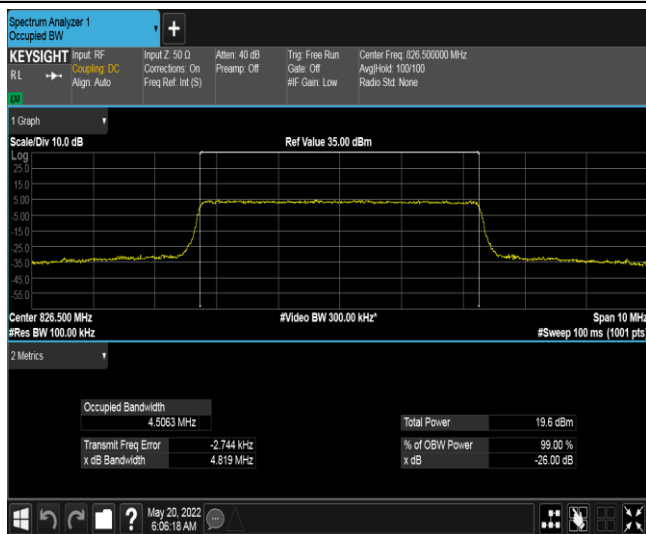 Spectrum Analyzer 1
Occupied BW
+
KEYSIGHT Input: RF Input Z: 50 Ω Atten: 40 dB Trig: Free Run Center Freq: 826.500000 MHz
RL Coupling: DC Corrections: On Preamp: Off Gate: Off Avg|Hold: 100/100
Align: Auto Freq Ref: Int (S) #IF Gain: Low Radio Std: None
1 Graph
Scale/Div 10.0 dB Ref Value 35.00 dBm
Log
25.0
15.0
5.00
-5.00
-15.0
-25.0
-35.0
-45.0
-55.0
Center 826.500 MHz #Video BW 300.00 kHz* Span 10 MHz
#Res BW 100.00 kHz #Sweep 100 ms (1001 pts)
2 Metrics
Occupied Bandwidth
4.5063 MHz Total Power 19.6 dBm
Transmit Freq Error -2.744 kHz % of OBW Power 99.00 %
x dB Bandwidth 4.819 MHz x dB -26.00 dB
? May 20, 2022
6:06:18 AM